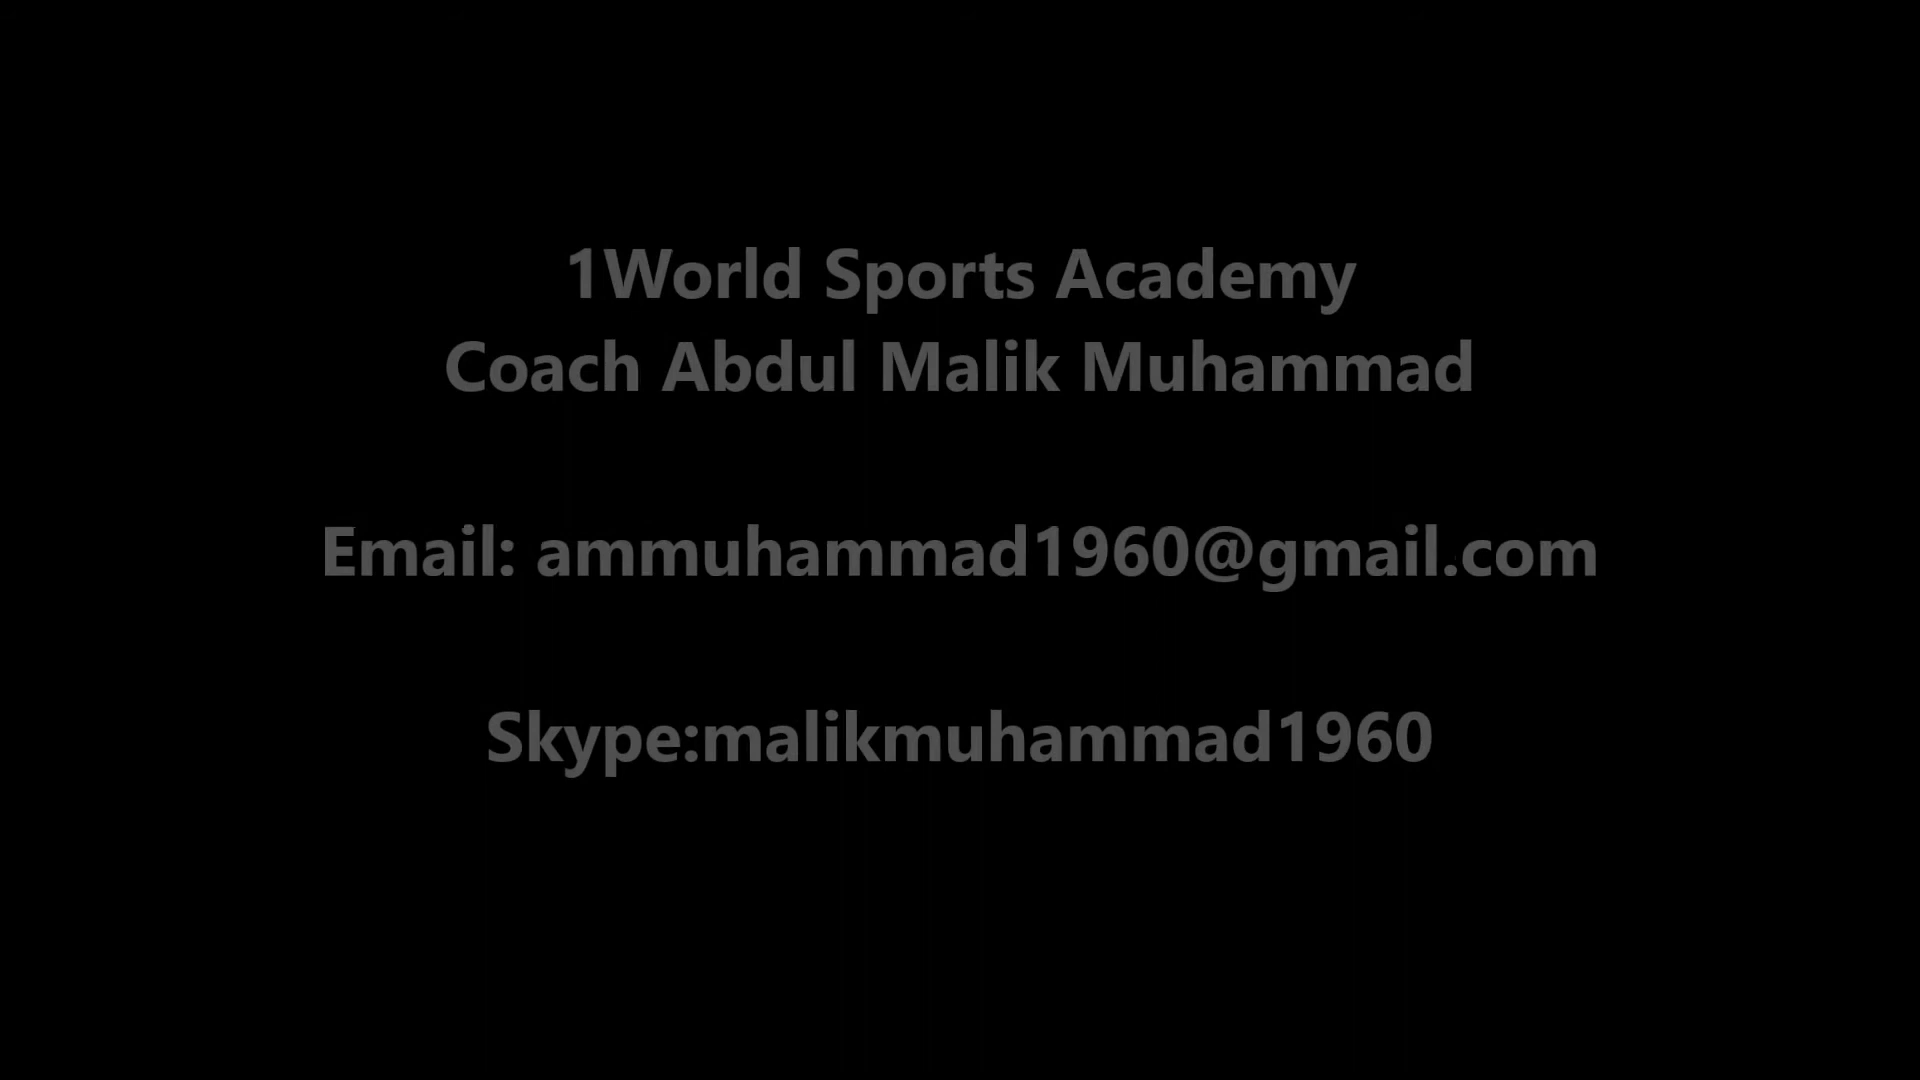 1World Sports Academy
Coach Abdul Malik Muhammad
Email: ammuhammad1960@gmail.com
Skype:malikmuhammad1960